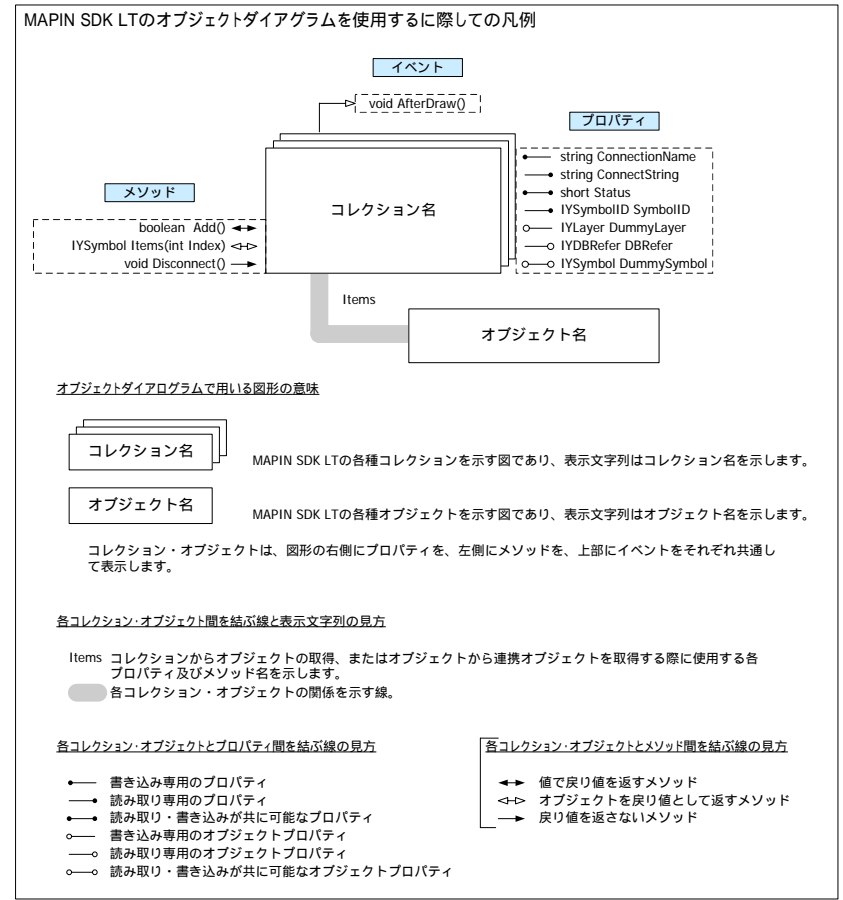 MAPIN SDK LTのオブジェクトダイアグラムを使用するに際しての凡例
イベント
void AfterDraw()
プロパティ
string ConnectionName
string ConnectString
short Status
IYSymbolID SymbolID
IYLayer DummyLayer
IYDBRefer DBRefer
IYSymbol DummySymbol
メソッド
boolean Add()
IYSymbol Items(int Index)
void Disconnect()
コレクション名
Items
オブジェクト名
オブジェクトダイアログラムで用いる図形の意味
コレクション名
MAPIN SDK LTの各種コレクションを示す図であり、表示文字列はコレクション名を示します。
オブジェクト名
MAPIN SDK LTの各種オブジェクトを示す図であり、表示文字列はオブジェクト名を示します。
コレクション・オブジェクトは、図形の右側にプロパティを、左側にメソッドを、上部にイベントをそれぞれ共通し
て表示します。
各コレクション・オブジェクト間を結ぶ線と表示文字列の見方
Items コレクションからオブジェクトの取得、またはオブジェクトから連携オブジェクトを取得する際に使用する各
プロパティ及びメソッド名を示します。
各コレクション・オブジェクトの関係を示す線。
各コレクション・オブジェクトとプロパティ間を結ぶ線の見方
書き込み専用のプロパティ
読み取り専用のプロパティ
読み取り・書き込みが共に可能なプロパティ
書き込み専用のオブジェクトプロパティ
読み取り専用のオブジェクトプロパティ
読み取り・書き込みが共に可能なオブジェクトプロパティ
各コレクション・オブジェクトとメソッド間を結ぶ線の見方
値で戻り値を返すメソッド
オブジェクトを戻り値として返すメソッド
戻り値を返さないメソッド